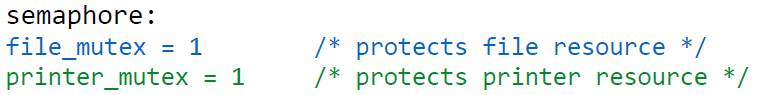 semaphore:
file_mutex = 1 /* protects file resource */
printer_mutex = 1 /* protects printer resource */